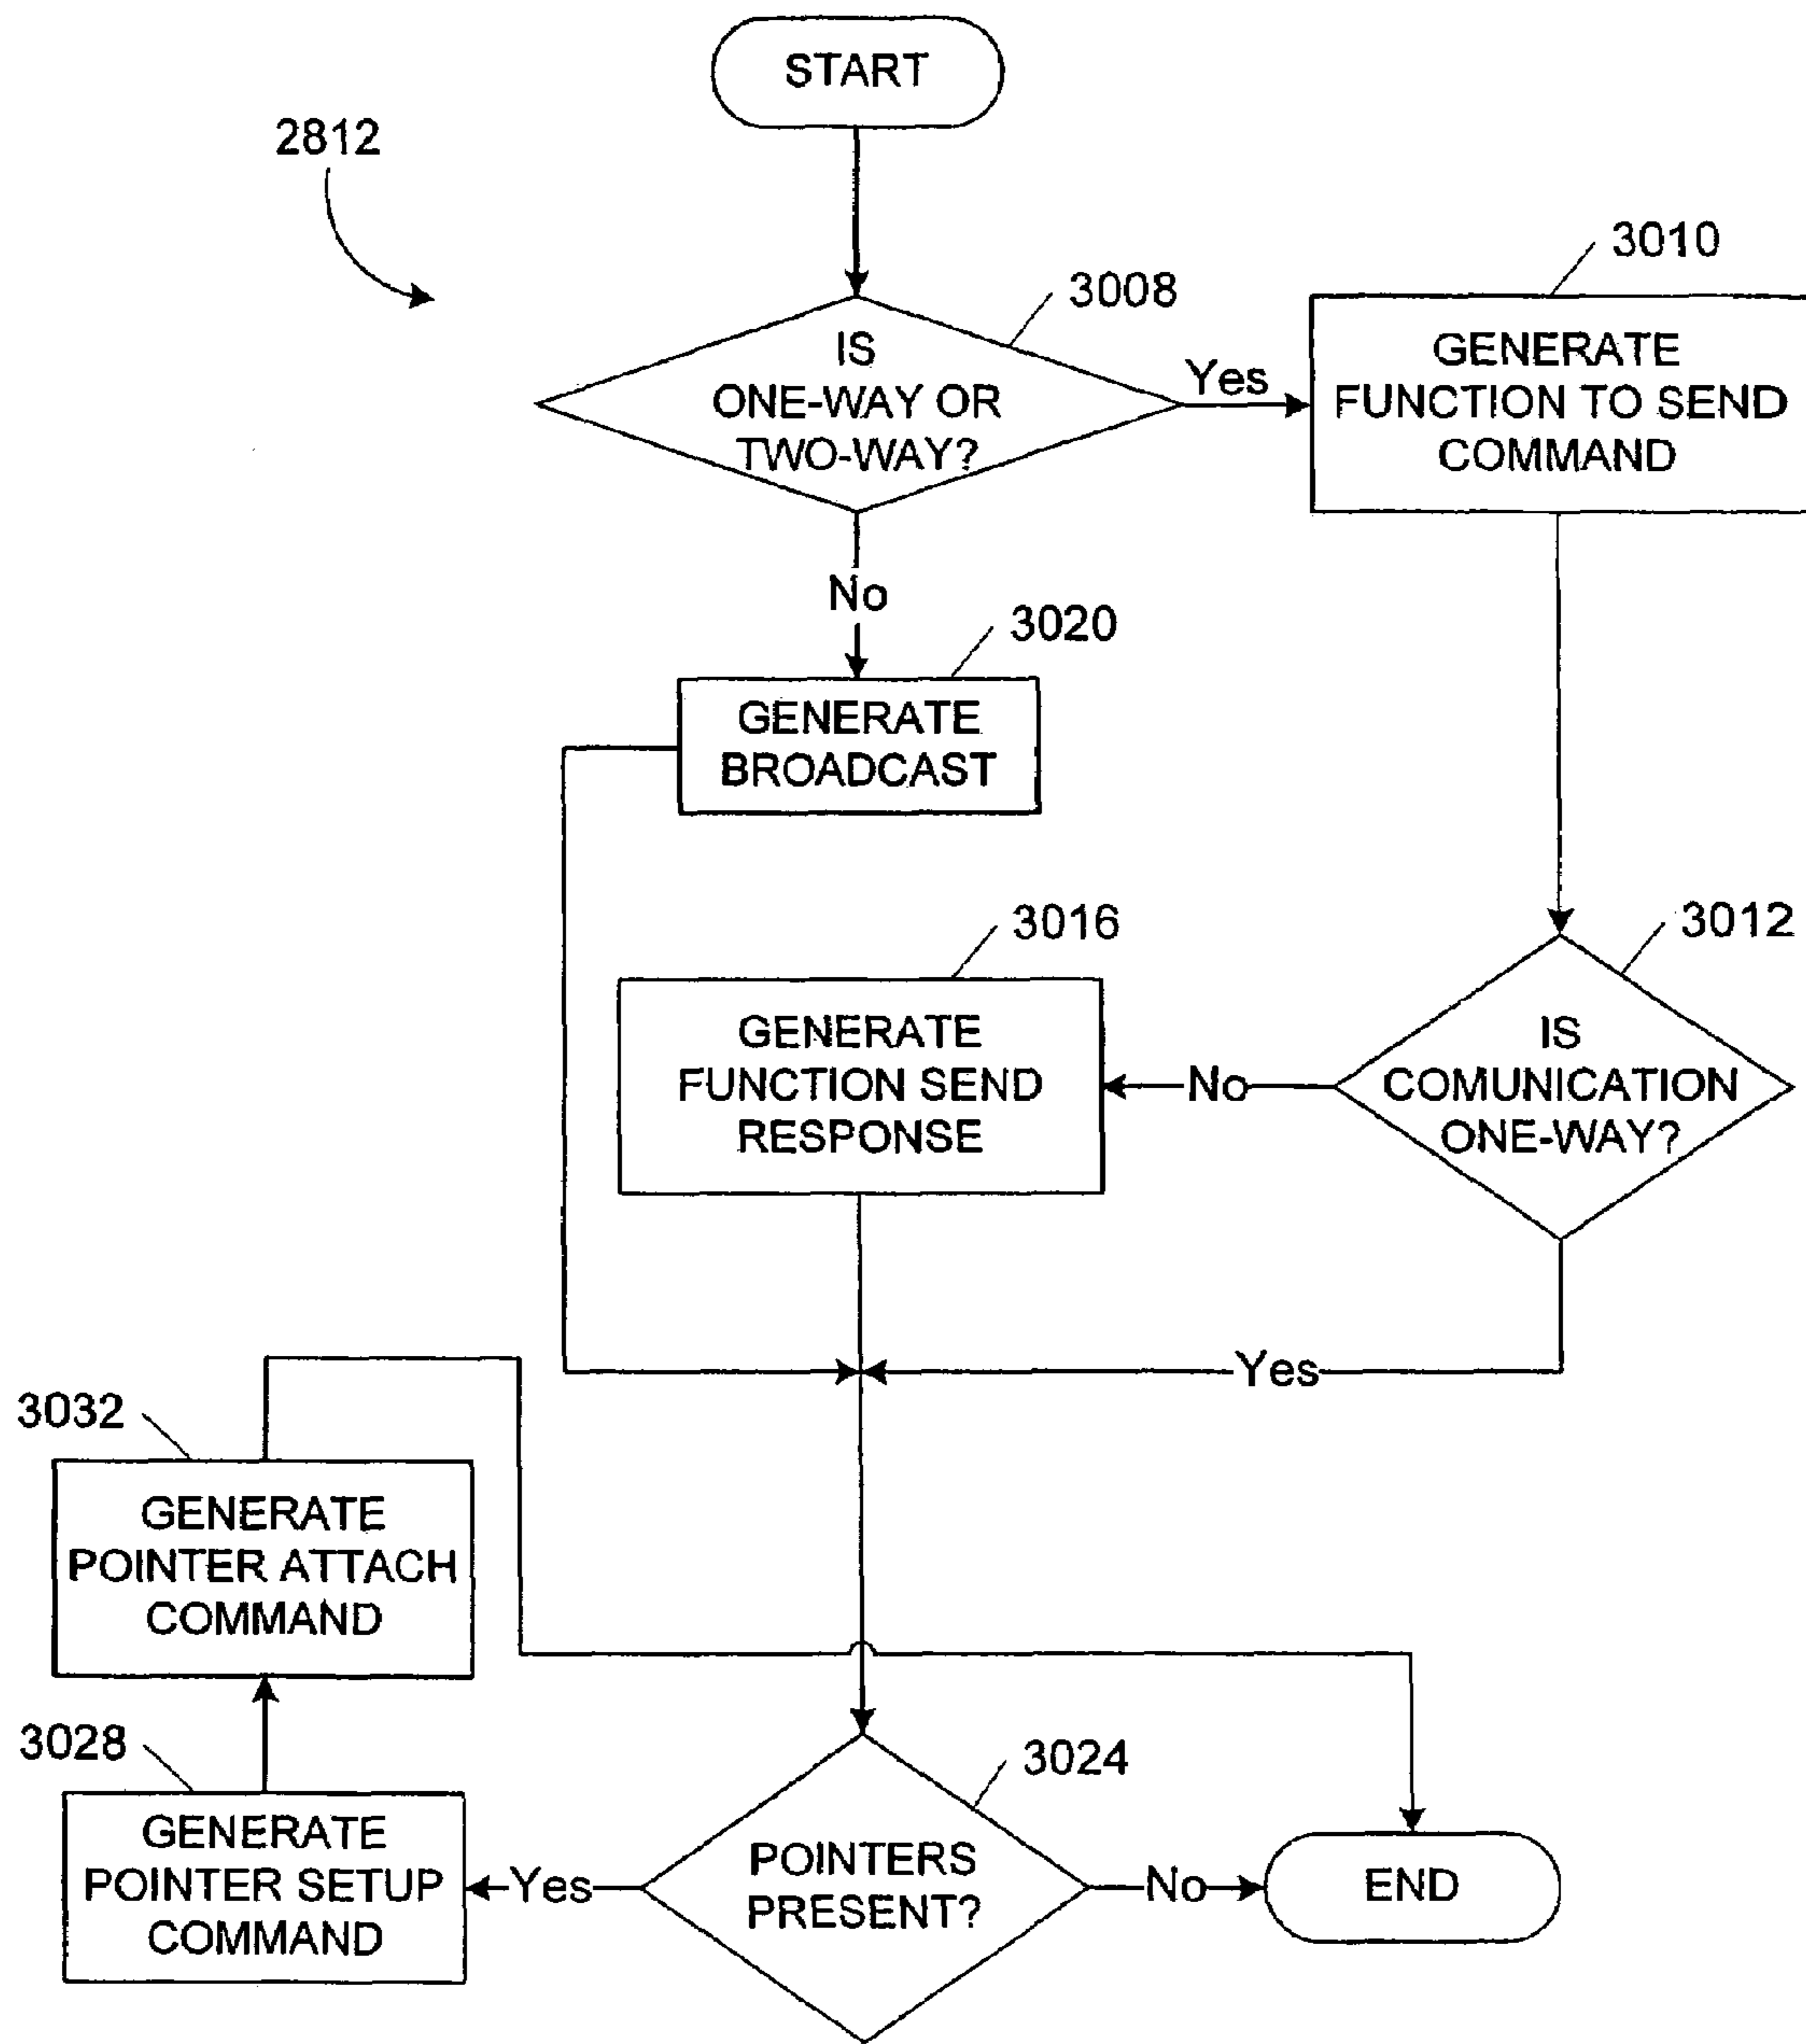 START
2812
3008
IS
ONE-WAY OR
TWO-WAY?
Yes
3010
GENERATE
FUNCTION TO SEND
COMMAND
No
3020
GENERATE
BROADCAST
3016
GENERATE
FUNCTION SEND
RESPONSE
3012
IS
COMUNICATION
ONE-WAY?
No
Yes
3032
GENERATE
POINTER ATTACH
COMMAND
3028
GENERATE
POINTER SETUP
COMMAND
Yes
3024
POINTERS
PRESENT?
No
END